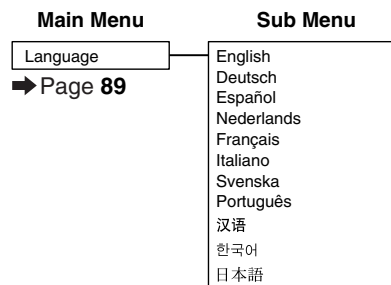 Main Menu
Sub Menu
Language
➡ Page 89
English
Deutsch
Español
Nederlands
Français
Italiano
Svenska
Português
汉语
한국어
日本語